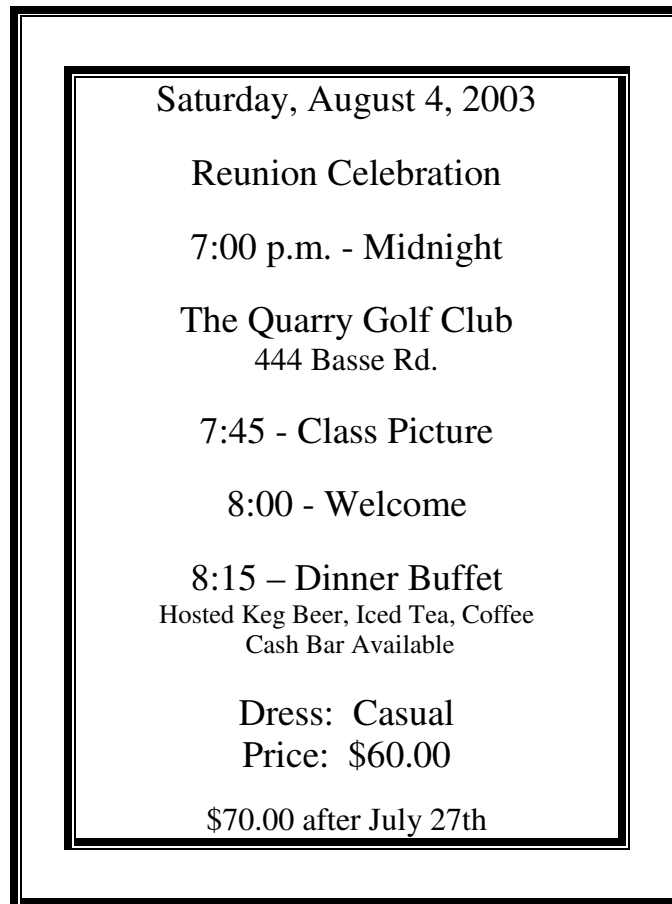 Saturday, August 4, 2003
Reunion Celebration
7:00 p.m. - Midnight
The Quarry Golf Club
444 Basse Rd.
7:45 - Class Picture
8:00 - Welcome
8:15 – Dinner Buffet
Hosted Keg Beer, Iced Tea, Coffee
Cash Bar Available
Dress:  Casual
Price:  $60.00
$70.00 after July 27th